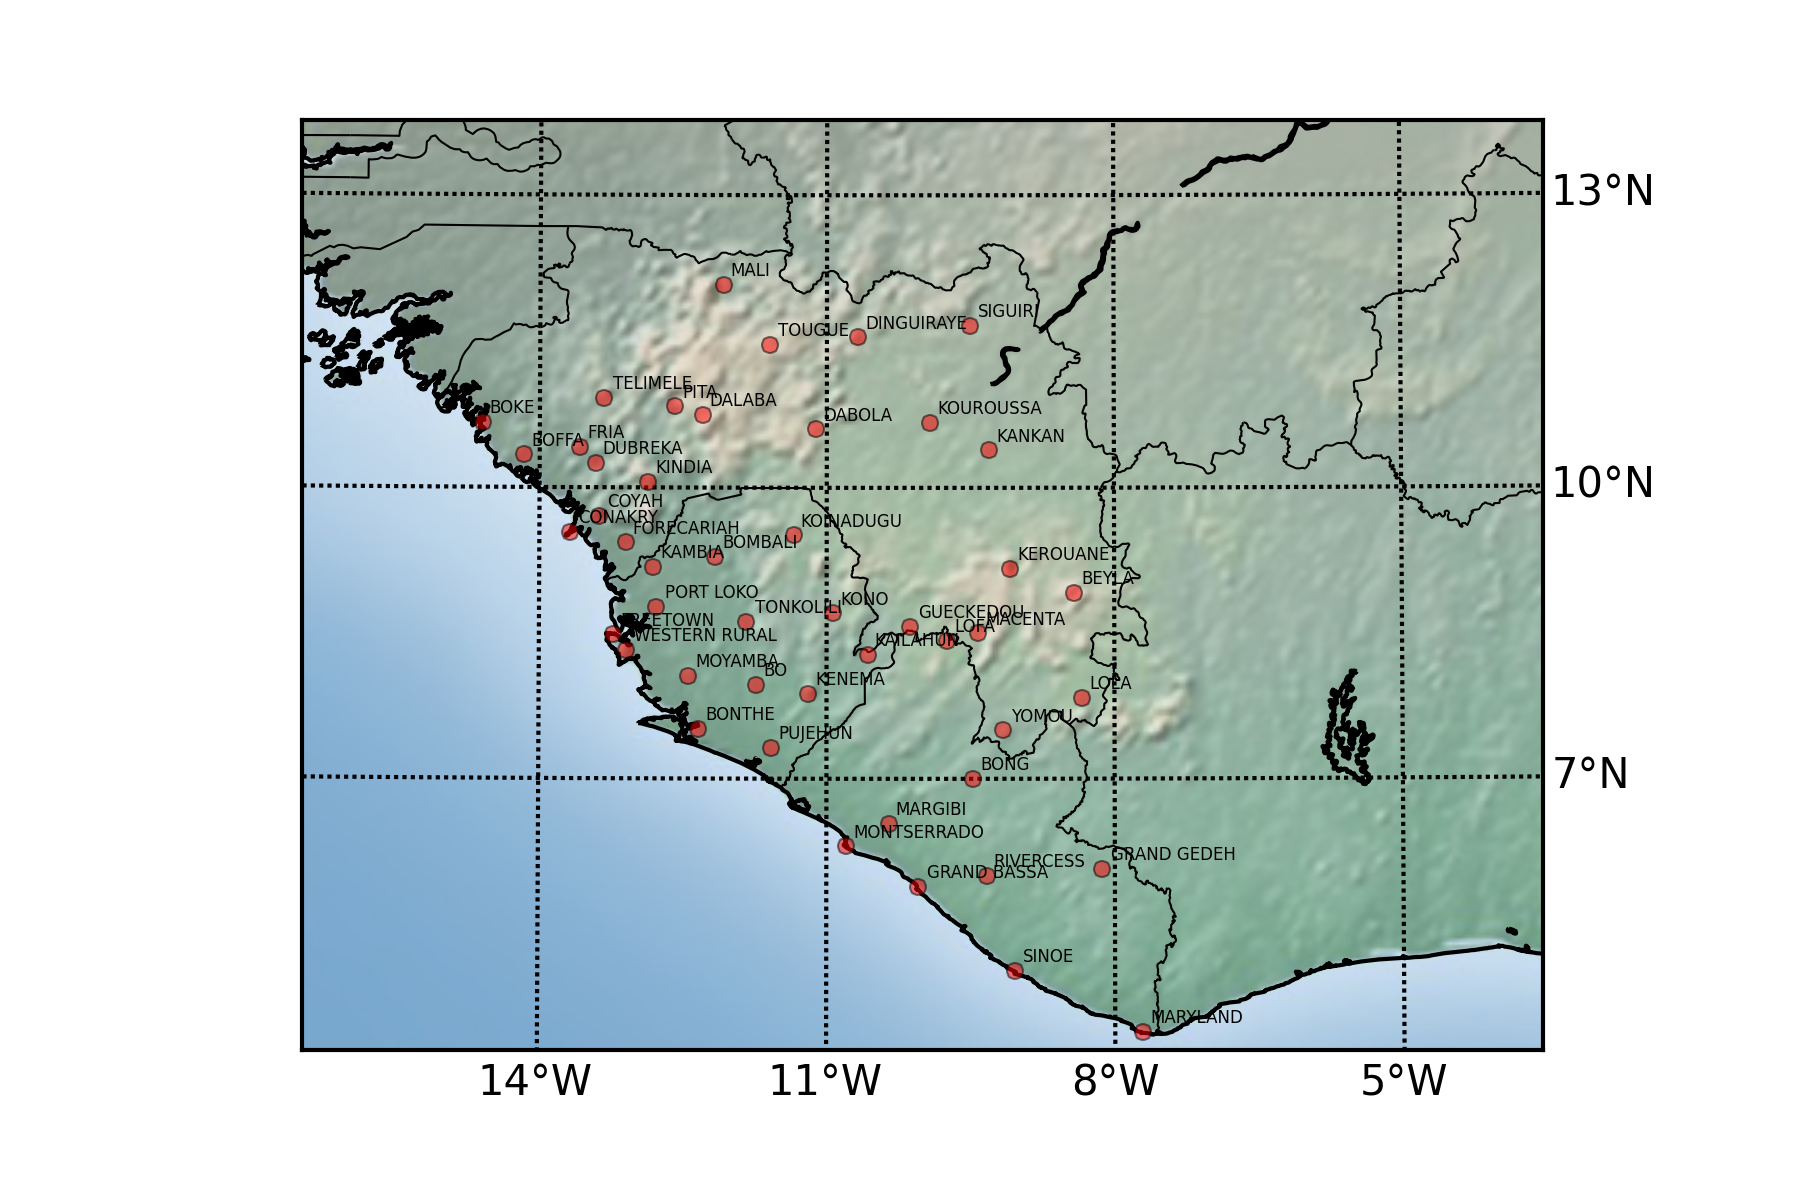 13°N
MALI
SIGUIRI
DINGUIRAYE
TOUGUE
TELIMELE
PITA
DALABA
BOKE
KOUROUSSA
DABOLA
FRIA
KANKAN
BOFFA
DUBREKA
KINDIA
10°N
COYAH
CONAKRY
KOINADUGU
FORECARIAH
BOMBALI
KAMBIA
KEROUANE
BEYLA
PORT LOKO
KONO
TONKOLILI
GUECKEDOU
MACENTA
FREETOWN
LOFA
WESTERN RURAL
KAILAHUN
MOYAMBA
BO
KENEMA
LOLA
BONTHE
YOMOU
PUJEHUN
BONG
7°N
MARGIBI
MONTSERRADO
GRAND GEDEH
RIVERCESS
GRAND BASSA
SINOE
MARYLAND
14°W 11°W 8°W 5°W